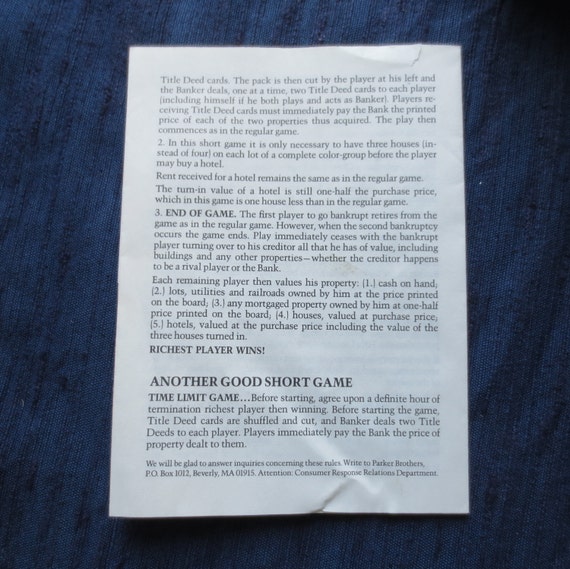 Title Deed cards. The pack is then cut by the player at his left and
the Banker deals, one at a time, two Title Deed cards to each player
(including himself if he both plays and acts as Banker). Players re-
ceiving Title Deed cards must immediately pay the Bank the printed
price of each of the two properties thus acquired. The play then
commences as in the regular game.
2. In this short game it is only necessary to have three houses (in-
stead of four) on each lot of a complete color-group before the player
may buy a hotel.
Rent received for a hotel remains the same as in the regular game.
The turn-in value of a hotel is still one-half the purchase price,
which in this game is one house less than in the regular game.
3. END OF GAME. The first player to go bankrupt retires from the
game as in the regular game. However, when the second bankruptcy
occurs the game ends. Play immediately ceases with the bankrupt
player turning over to his creditor all that he has of value, including
buildings and any other properties—whether the creditor happens
to be a rival player or the Bank.
Each remaining player then values his property: (1.) cash on hand;
(2.) lots, utilities and railroads owned by him at the price printed
on the board; (3.) any mortgaged property owned by him at one-half
price printed on the board; (4.) houses, valued at purchase price;
(5.) hotels, valued at the purchase price including the value of the
three houses turned in.
RICHEST PLAYER WINS!
ANOTHER GOOD SHORT GAME
TIME LIMIT GAME...Before starting, agree upon a definite hour of
termination richest player then winning. Before starting the game,
Title Deed cards are shuffled and cut, and Banker deals two Title
Deeds to each player. Players immediately pay the Bank the price of
property dealt to them.
We will be glad to answer inquiries concerning these rules. Write to Parker Brothers,
P.O. Box 1012, Beverly, MA 01915. Attention: Consumer Response Relations Department.